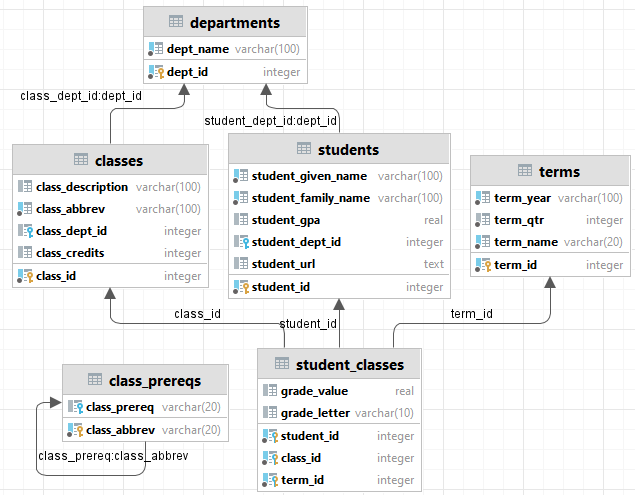 departments
dept_name varchar(100)
dept_id integer
class_dept_id:dept_id
student_dept_id:dept_id
classes
class_description varchar(100)
class_abbrev varchar(100)
class_dept_id integer
class_credits integer
class_id integer
students
student_given_name varchar(100)
student_family_name varchar(100)
student_gpa real
student_dept_id integer
student_url text
student_id integer
terms
term_year varchar(100)
term_qtr integer
term_name varchar(20)
term_id integer
class_id
student_id
term_id
class_prereqs
class_prereq varchar(20)
class_abbrev varchar(20)
class_prereq:class_abbrev
student_classes
grade_value real
grade_letter varchar(10)
student_id integer
class_id integer
term_id integer